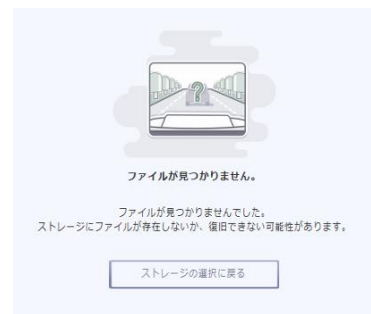 ?
ファイルが見つかりません。
ファイルが見つかりませんでした。
ストレージにファイルが存在しないか、復旧できない可能性があります。
ストレージの選択に戻る